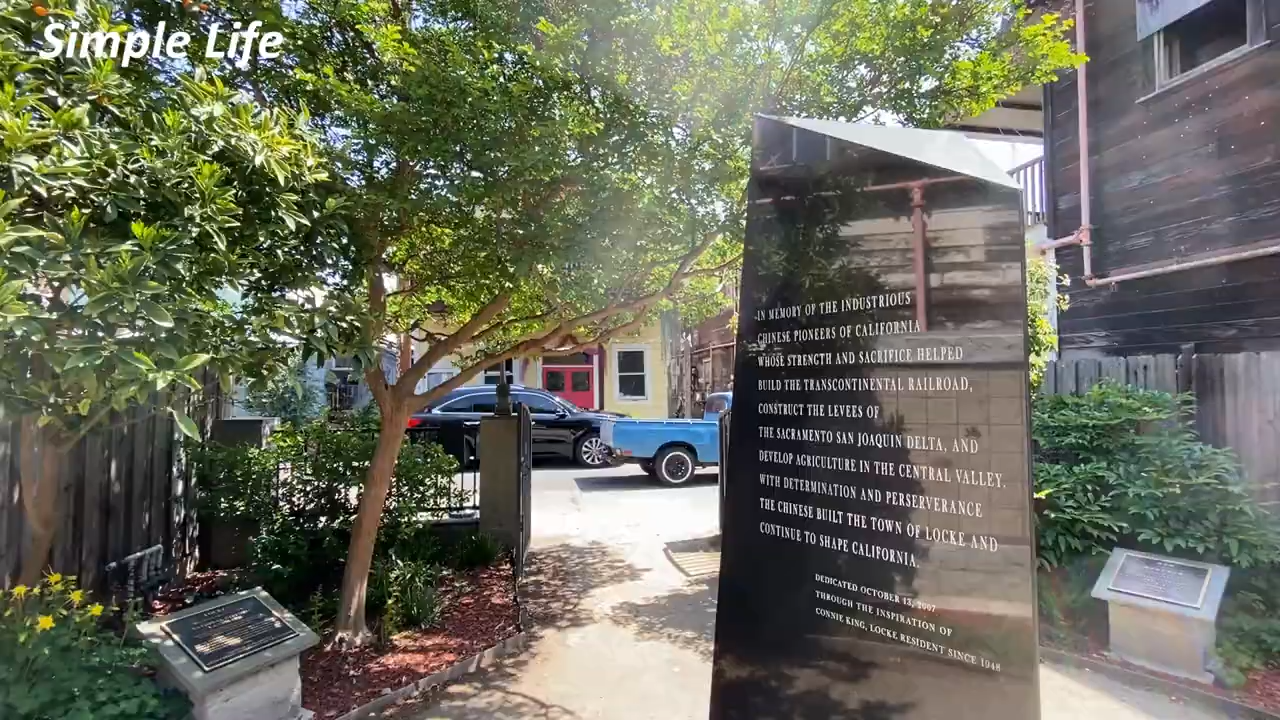 Simple Life
IN MEMORY OF THE INDUSTRIOUS
CHINESE PIONEERS OF CALIFORNIA
WHOSE STRENGTH AND SACRIFICE HELPED
BUILD THE TRANSCONTINENTAL RAILROAD,
CONSTRUCT THE LEVEES OF
THE SACRAMENTO SAN JOAQUIN DELTA, AND
DEVELOP AGRICULTURE IN THE CENTRAL VALLEY.
WITH DETERMINATION AND PERSERVERANCE
THE CHINESE BUILT THE TOWN OF LOCKE AND
CONTINUE TO SHAPE CALIFORNIA.
DEDICATED OCTOBER 13, 2007
THROUGH THE INSPIRATION OF
CONNIE KING, LOCKE RESIDENT SINCE 1948